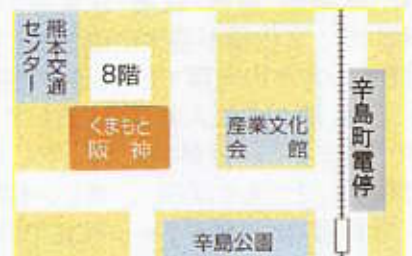 熊本交通
センター
8階
くまもと
阪神
産業文化
会館
辛島町電停
辛島公園